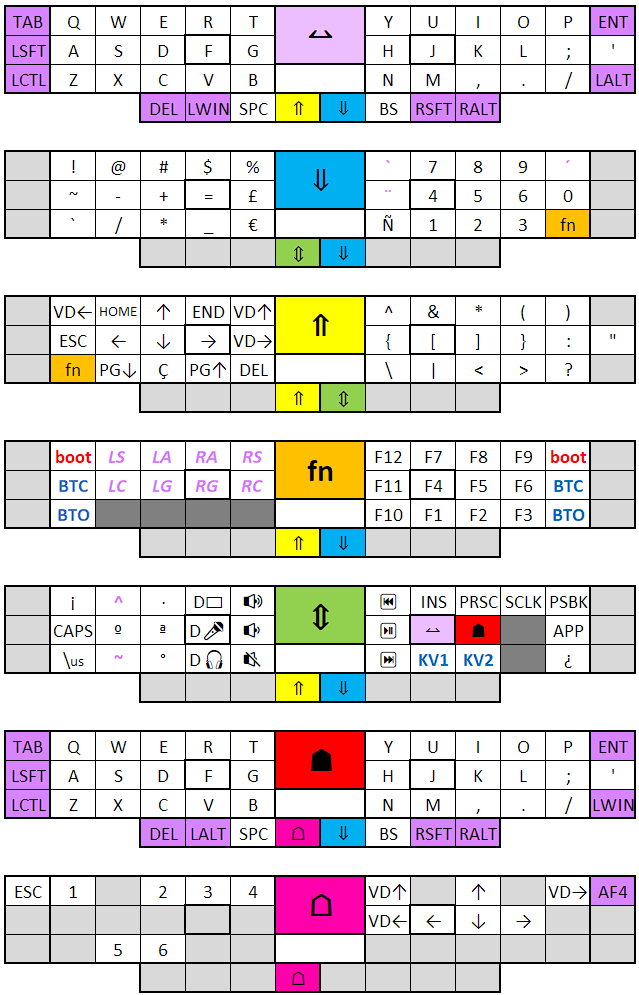 TAB Q W E R T ⎵ Y U I O P ENT
LSFT A S D F G H J K L ; '
LCTL Z X C V B N M , . / LALT
DEL LWIN SPC ⇑ ⇓ BS RSFT RALT
! @ # $ % ⇓ ` 7 8 9 ´
~ - + = £ ¨ 4 5 6 0
` / * _ € Ñ 1 2 3 fn
⇕ ⇓
VD← HOME ↑ END VD↑ ⇑ ^ & * ( )
ESC ← ↓ → VD→ { [ ] } : "
fn PG↓ Ç PG↑ DEL \ | < > ?
⇑ ⇕
boot LS LA RA RS fn F12 F7 F8 F9 boot
BTC LC LG RG RC F11 F4 F5 F6 BTC
BTO F10 F1 F2 F3 BTO
⇑ ⇓
¡ ^ · D□ 🔊 ⇕ ⏮ INS PRSC SCLK PSBK
CAPS º ª D🎤 🔉 ⏯ ⎵ ☗ APP
\us ~ ° D🎧 🔇 ⏭ KV1 KV2 ¿
⇑ ⇓
TAB Q W E R T ☗ Y U I O P ENT
LSFT A S D F G H J K L ; '
LCTL Z X C V B N M , . / LWIN
DEL LALT SPC ☖ ⇓ BS RSFT RALT
ESC 1 2 3 4 ☖ VD↑ ↑ VD→ AF4
VD← ← ↓ →
5 6
☖